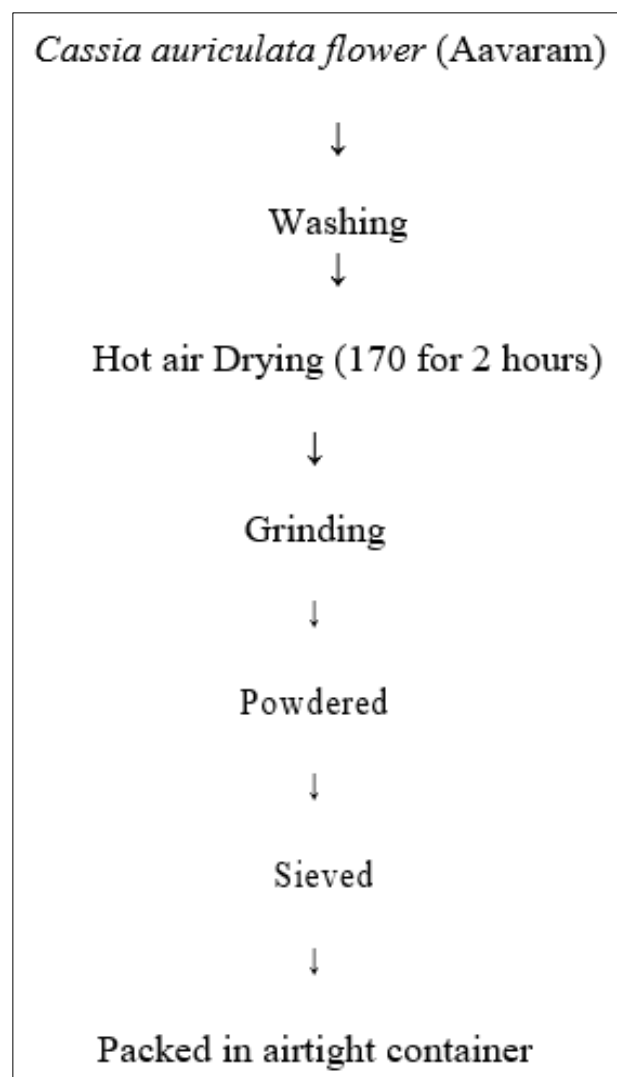 Cassia auriculata flower (Aavaram)
↓
Washing
↓
Hot air Drying (170 for 2 hours)
↓
Grinding
↓
Powdered
↓
Sieved
↓
Packed in airtight container